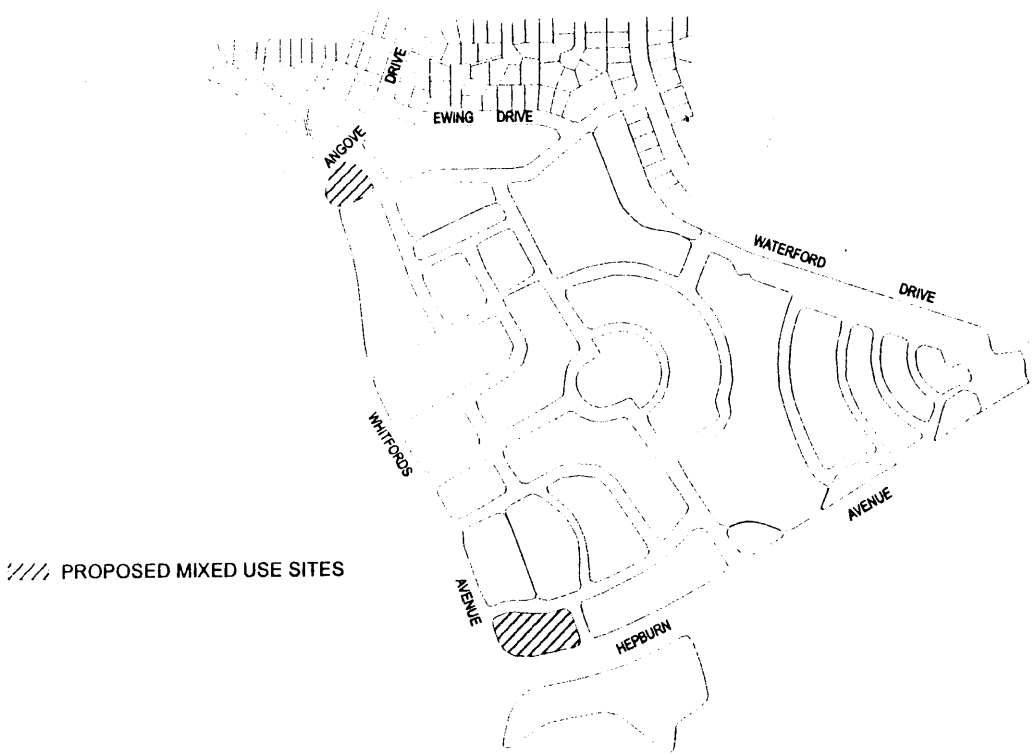 DRIVE
EWING DRIVE
ANGOVE
WATERFORD
DRIVE
WHITFORDS
AVENUE
PROPOSED MIXED USE SITES
AVENUE
HEPBURN